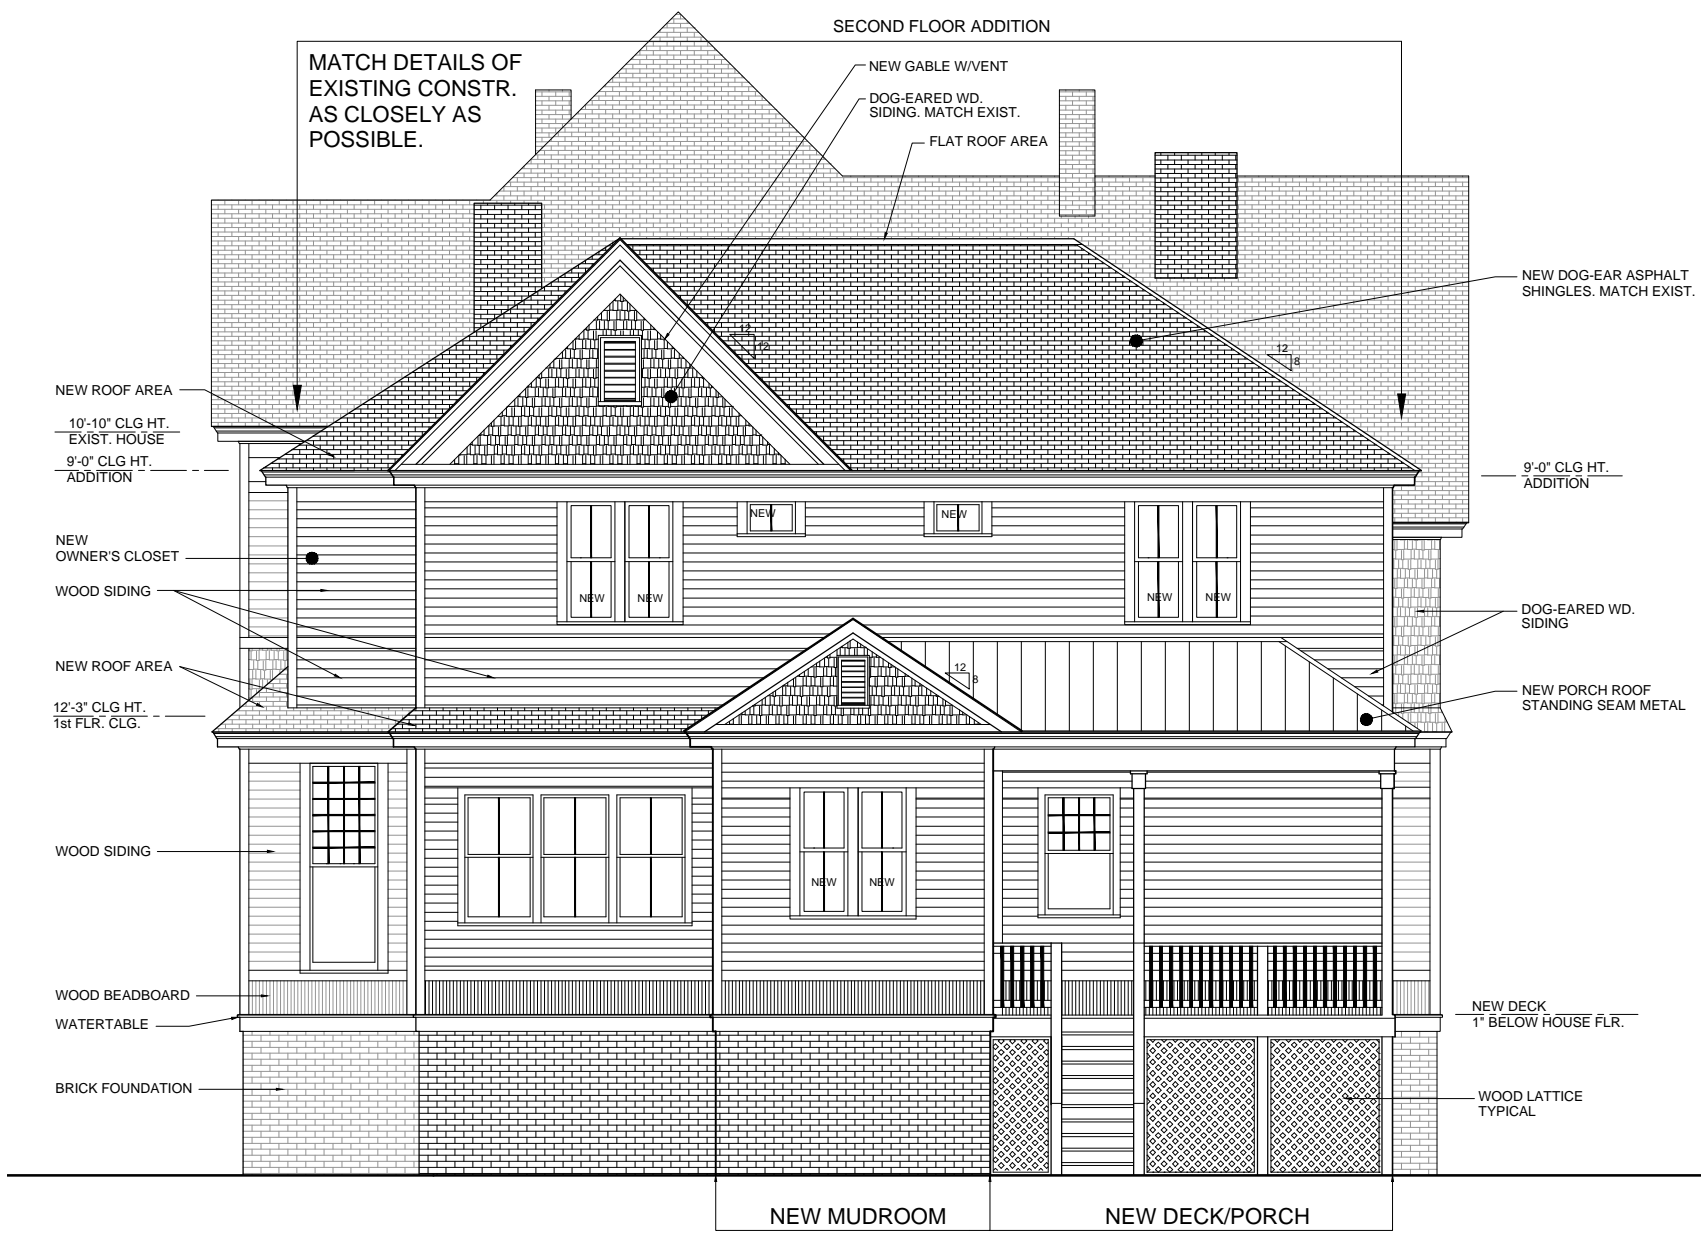 SECOND FLOOR ADDITION
MATCH DETAILS OF
EXISTING CONSTR.
AS CLOSELY AS
POSSIBLE.
NEW GABLE W/VENT
DOG-EARED WD.
SIDING. MATCH EXIST.
FLAT ROOF AREA
NEW DOG-EAR ASPHALT
SHINGLES. MATCH EXIST.
12
12
12
8
NEW ROOF AREA
10'-10" CLG HT.
EXIST. HOUSE
9'-0" CLG HT.
ADDITION
9'-0" CLG HT.
ADDITION
NEW
NEW
NEW
OWNER'S CLOSET
WOOD SIDING
NEW
NEW
NEW
NEW
DOG-EARED WD.
SIDING
NEW ROOF AREA
12
8
12'-3" CLG HT.
1st FLR. CLG.
NEW PORCH ROOF
STANDING SEAM METAL
WOOD SIDING
NEW
NEW
WOOD BEADBOARD
WATERTABLE
NEW DECK
1" BELOW HOUSE FLR.
BRICK FOUNDATION
WOOD LATTICE
TYPICAL
NEW MUDROOM
NEW DECK/PORCH